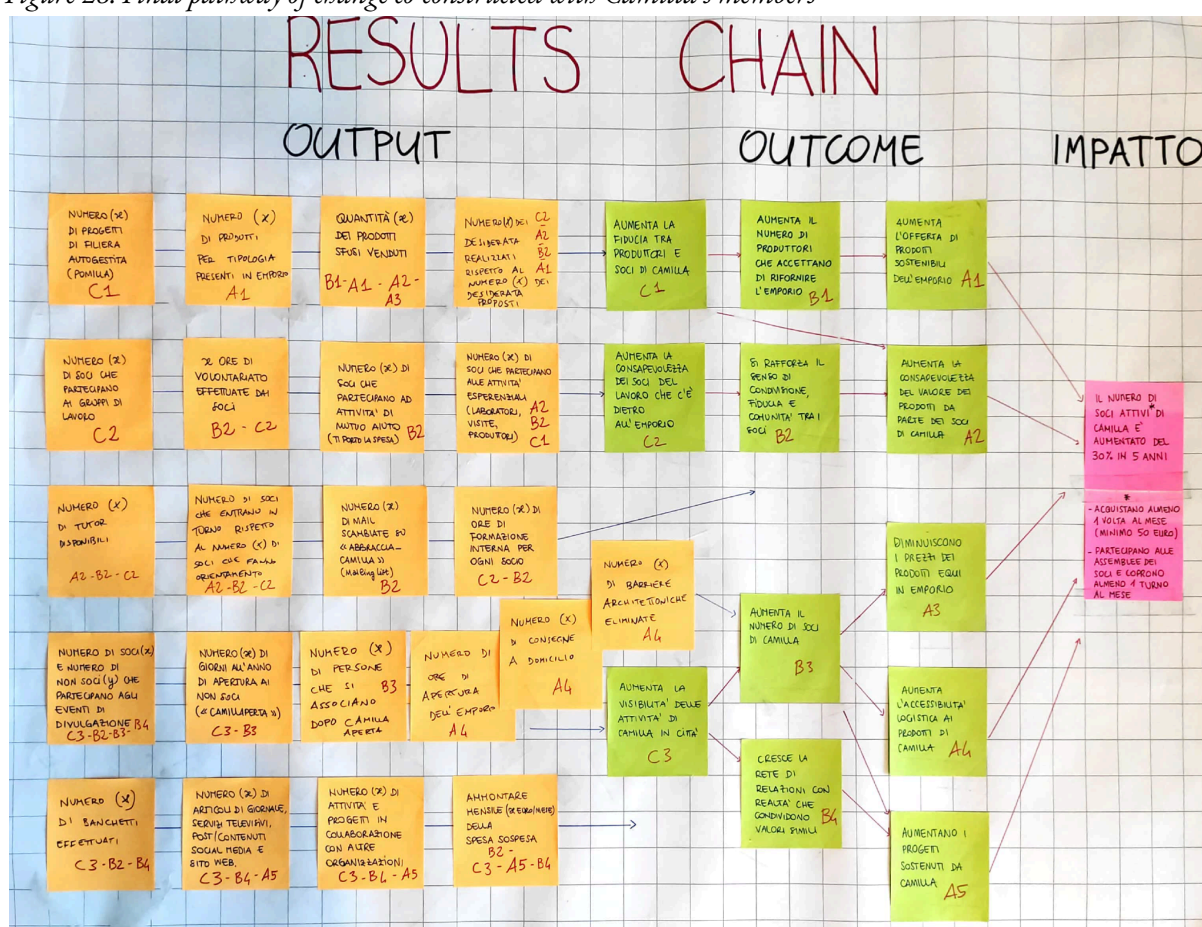 Figure 28. Final pathway of change co-constructed with Camilla's members
RESULTS CHAIN
OUTPUT
OUTCOME
IMPATTO
NUMERO (x)
DI PROGETTI
DI FILIERA
AUTOGESTITA
(POMILLA)
C1
NUMERO (x)
DI PRODOTTI
PER TIPOLOGIA
PRESENTI IN EMPORIO
A1
QUANTITÀ (x)
DEI PRODOTTI
SFUSI VENDUTI
B1-A1-A2-
A3
NUMERO(x) DEI C2
DESIDERATA A2
REALIZZATI B2
RISPETTO AL A1
NUMERO (x) DEI
DESIDERATA
PROPOSTI
AUMENTA LA
FIDUCIA TRA
PRODUTTORI E
SOCI DI CAMILLA
C1
AUMENTA IL
NUMERO DI
PRODUTTORI
CHE ACCETTANO
DI RIFORNIRE
L'EMPORIO B1
AUMENTA
L'OFFERTA DI
PRODOTTI
SOSTENIBILI
DELL'EMPORIO A1
NUMERO (x)
DI SOCI CHE
PARTECIPANO
AI GRUPPI DI
LAVORO
C2
x ORE DI
VOLONTARIATO
EFFETTUATE DAI
SOCI
B2 - C2
NUMERO (x) DI
SOCI CHE
PARTECIPANO AD
ATTIVITA' DI
MUTUO AIUTO B2
(TI PORTO LA SPESA)
NUMERO (x) DI
SOCI CHE PARTECIPANO
ALLE ATTIVITA'
ESPERENZIALI
(LABORATORI, A2
VISITE, B2
PRODUTTORI) C1
AUMENTA LA
CONSAPEVOLEZZA
DEI SOCI DEL
LAVORO CHE C'È
DIETRO
ALL'EMPORIO
C2
SI RAFFORZA IL
SENSO DI
CONDIVISIONE,
FIDUCIA E
COMUNITA' TRA I
SOCI B2
AUMENTA LA
CONSAPEVOLEZZA
DEL VALORE DEI
PRODOTTI DA
PARTE DEI SOCI
DI CAMILLA A2
IL NUMERO DI
SOCI ATTIVI* DI
CAMILLA E'
AUMENTATO DEL
30% IN 5 ANNI
*
- ACQUISTANO ALMENO
1 VOLTA AL MESE
(MINIMO 50 EURO)
- PARTECIPANO ALLE
ASSEMBLEE DEI
SOCI E COPRONO
ALMENO 1 TURNO
AL MESE
NUMERO (x)
DI TUTOR
DISPONIBILI
A2-B2-C2
NUMERO DI SOCI
CHE ENTRANO IN
TURNO RISPETTO
AL NUMERO (x) DI
SOCI CHE FANNO
ORIENTAMENTO
A2-B2-C2
NUMERO (x)
DI MAIL
SCAMBIATE SU
«ABBRACCIA_
CAMILLA»
(Mailing list)
B2
NUMERO (x) DI
ORE DI
FORMAZIONE
INTERNA PER
OGNI SOCIO
C2-B2
NUMERO (x)
DI BARRIERE
ARCHITETTONICHE
ELIMINATE
A4
DIMINUISCONO
I PREZZI DEI
PRODOTTI EQUI
IN EMPORIO
A3
NUMERO DI SOCI(x)
E NUMERO DI
NON SOCI(y) CHE
PARTECIPANO AGLI
EVENTI DI
DIVULGAZIONE B4
C3-B2-B3-
NUMERO (x) DI
GIORNI ALL'ANNO
DI APERTURA AI
NON SOCI
(«CAMILLAPERTA»)
C3-B3
NUMERO (x)
DI PERSONE
CHE SI B3
ASSOCIANO
DOPO CAMILLA
APERTA
NUMERO DI
ORE DI
APERTURA
DELL'EMPORIO
A4
NUMERO (x)
DI CONSEGNE
A DOMICILIO
A4
AUMENTA LA
VISIBILITA' DELLE
ATTIVITA' DI
CAMILLA IN CITTA'
C3
AUMENTA IL
NUMERO DI SOCI
DI CAMILLA
B3
AUMENTA
L'ACCESSIBILITA'
LOGISTICA AI
PRODOTTI DI
CAMILLA A4
NUMERO (x)
DI BANCHETTI
EFFETTUATI
C3-B2-B4
NUMERO (x) DI
ARTICOLI DI GIORNALE,
SERVIZI TELEVISIVI,
POST/CONTENUTI
SOCIAL MEDIA E
SITO WEB,
C3-B4-A5
NUMERO (x) DI
ATTIVITÀ E
PROGETTI IN
COLLABORAZIONE
CON ALTRE
ORGANIZZAZIONI
C3-B4-A5
AMMONTARE
MENSILE (x EURO/MESE)
DELLA
SPESA SOSPESA
B2-
C3-A5-B4
CRESCE LA
RETE DI
RELAZIONI CON
REALTA' CHE
CONDIVIDONO B4
VALORI SIMILI
AUMENTANO I
PROGETTI
SOSTENUTI DA
CAMILLA
A5